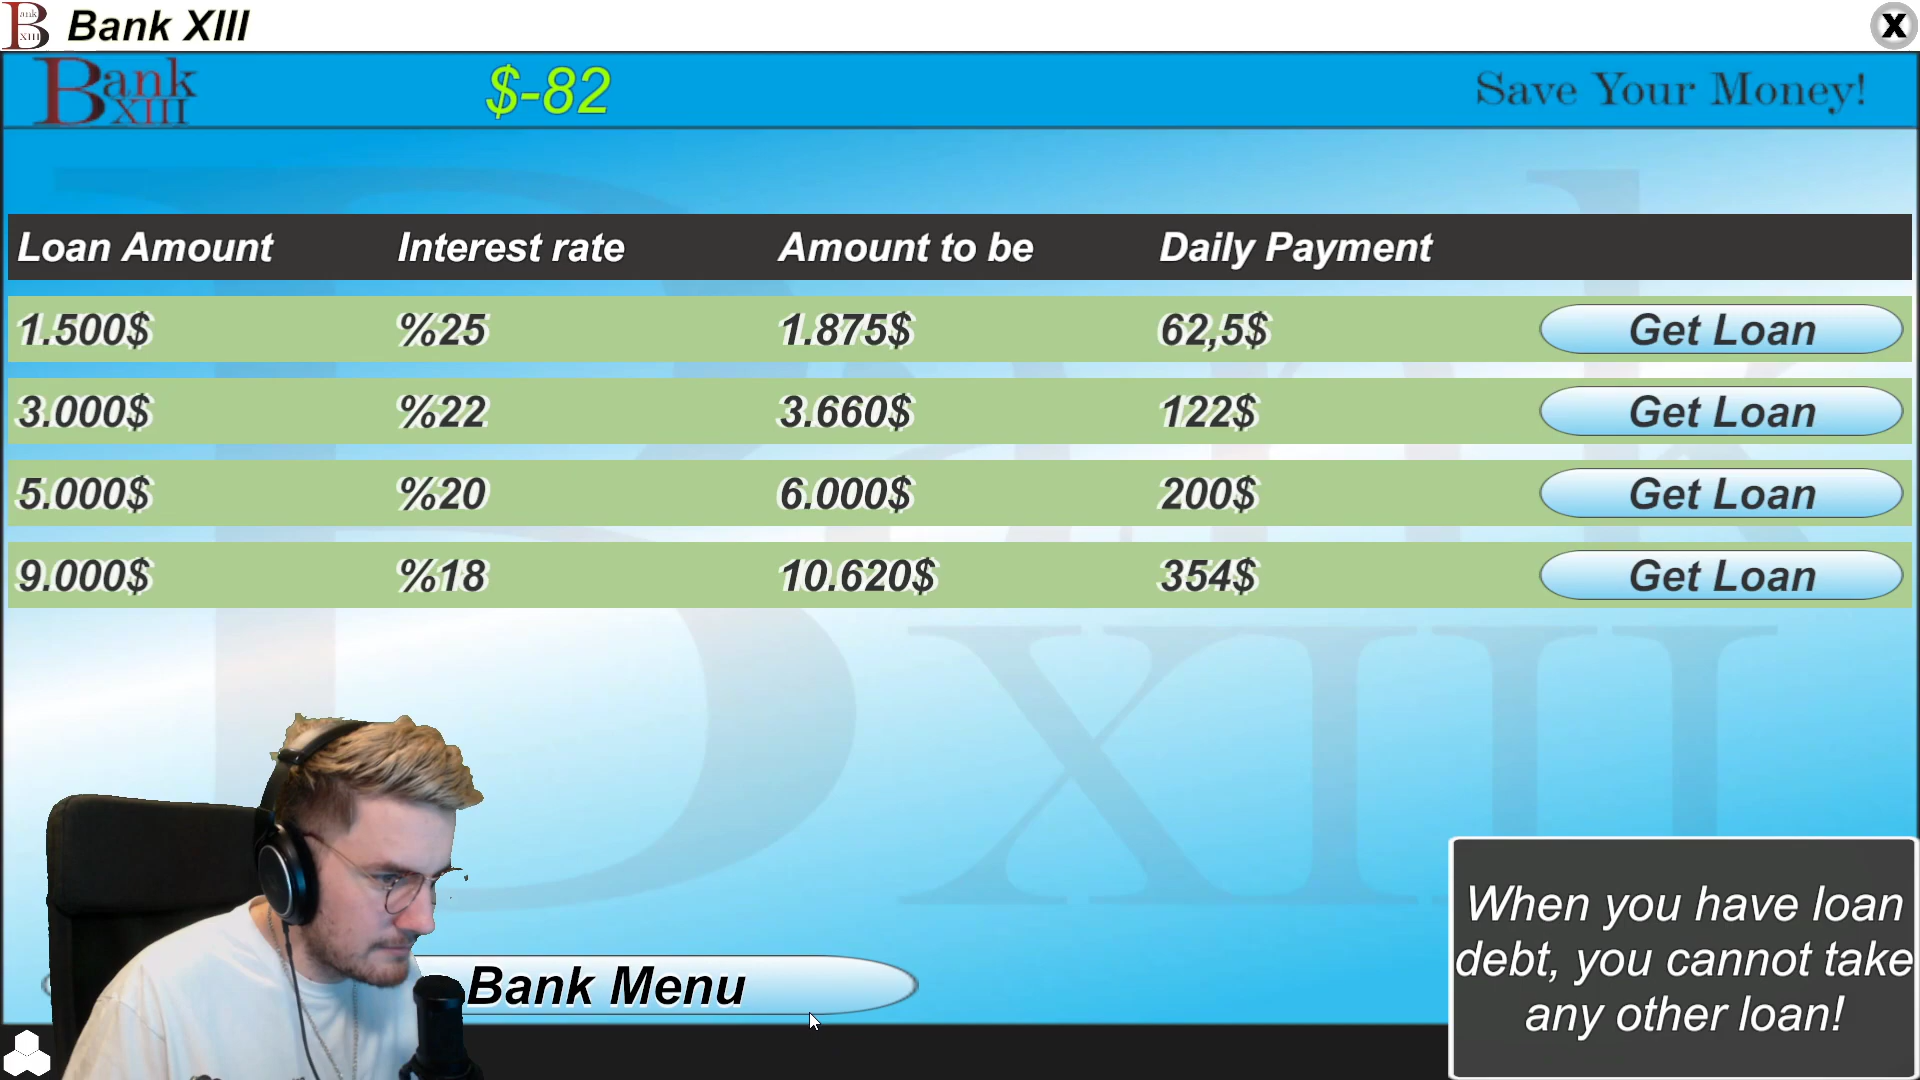 Bank XIII
X
Bank XIII
$-82
Save Your Money!
Loan Amount Interest rate Amount to be Daily Payment
1.500$ %25 1.875$ 62,5$ Get Loan
3.000$ %22 3.660$ 122$ Get Loan
5.000$ %20 6.000$ 200$ Get Loan
9.000$ %18 10.620$ 354$ Get Loan
Bank Menu
When you have loan
debt, you cannot take
any other loan!